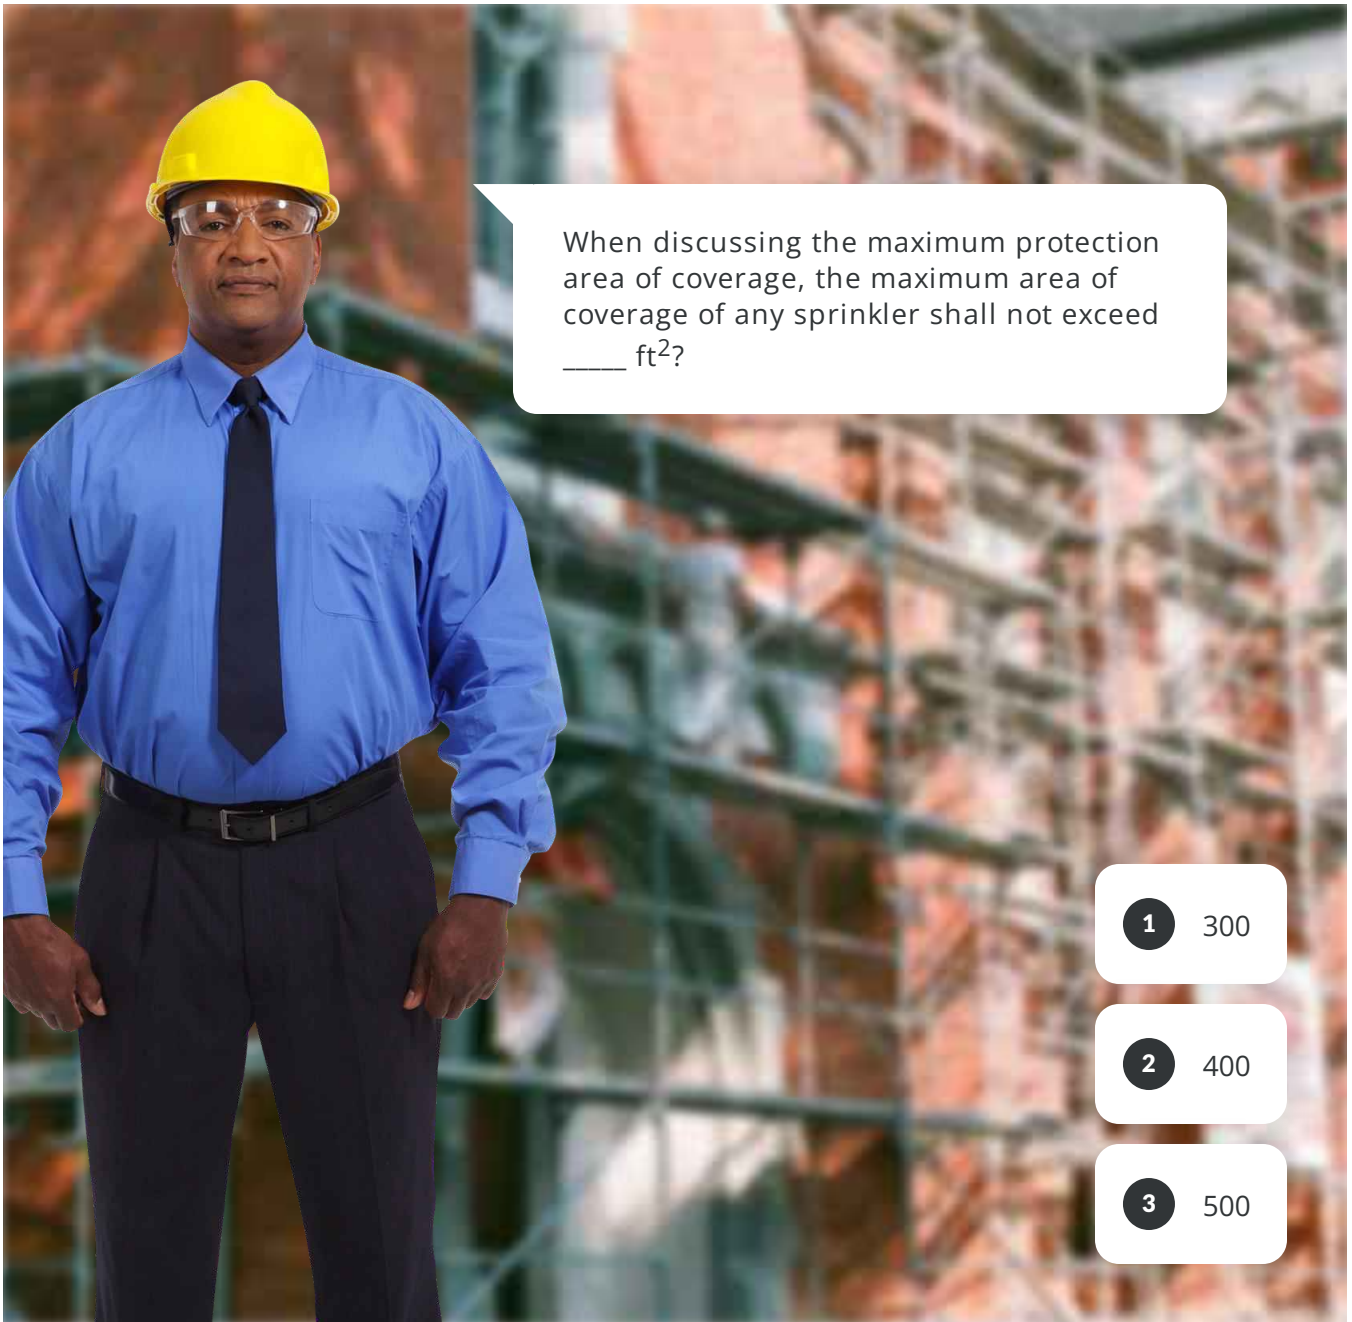 When discussing the maximum protection
area of coverage, the maximum area of
coverage of any sprinkler shall not exceed
_____ ft²?
1 300
2 400
3 500